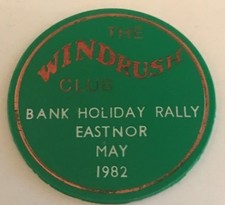 THE
WINDRUSH
CLUB
BANK HOLIDAY RALLY
EASTNOR
MAY
1982